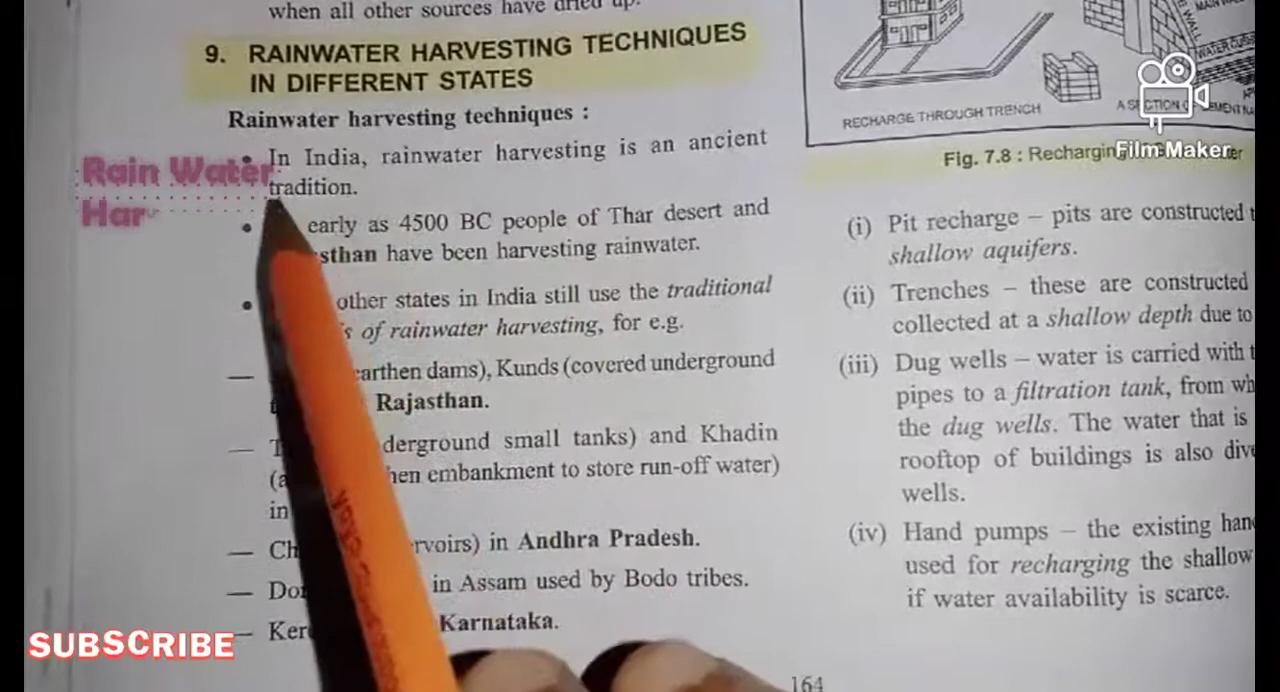 when all other sources have dried up.
9. RAINWATER HARVESTING TECHNIQUES
IN DIFFERENT STATES
Rainwater harvesting techniques :
• In India, rainwater harvesting is an ancient
tradition.
• early as 4500 BC people of Thar desert and
sthan have been harvesting rainwater.
• other states in India still use the traditional
s of rainwater harvesting, for e.g.
— arthen dams), Kunds (covered underground
Rajasthan.
— T derground small tanks) and Khadin
(a hen embankment to store run-off water)
in
— Ch rvoirs) in Andhra Pradesh.
— Do in Assam used by Bodo tribes.
— Ker Karnataka.
Rain Water
Har
SUBSCRIBE
164
MAIN
WALL
WATER
RECHARGE THROUGH TRENCH
A SECTION
Film Maker
Fig. 7.8 : Recharging
(i) Pit recharge – pits are constructed t
shallow aquifers.
(ii) Trenches – these are constructed
collected at a shallow depth due to
(iii) Dug wells – water is carried with t
pipes to a filtration tank, from wh
the dug wells. The water that is
rooftop of buildings is also dive
wells.
(iv) Hand pumps – the existing han
used for recharging the shallow
if water availability is scarce.